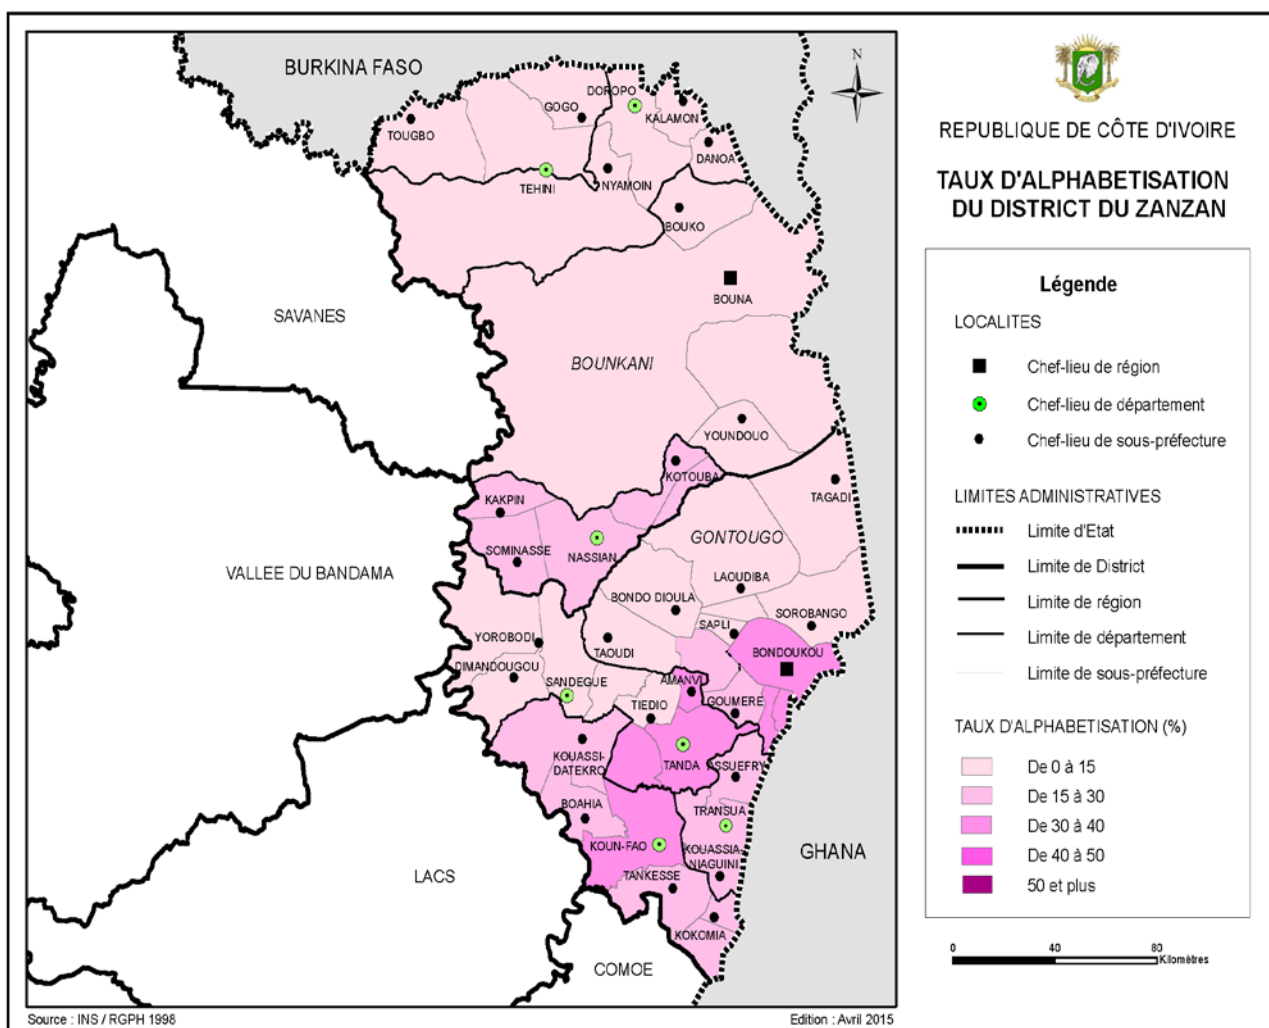 BURKINA FASO
N
DOROPO
GOGO
KALAMON
TOUGBO
DANOA
TEHINI
NYAMOIN
BOUKO
BOUNA
SAVANES
BOUNKANI
YOUNDOUO
KOTOUBA
KAKPIN
TAGADI
GONTOUGO
SOMINASSE
NASSIAN
VALLEE DU BANDAMA
LAOUDIBA
BONDO DIOULA
SOROBANGO
SAPLI
YOROBODI
TAOUDI
BONDOUKOU
DIMANDOUGOU
SANDEGUE
AMANVI
GOUMERE
TIEDIO
KOUASSI-
DATEKRO
TANDA
ASSUEFRY
BOAHIA
TRANSUA
KOUN-FAO
KOUASSIA-
NIAGUINI
GHANA
LACS
TANKESSE
KOKOMIA
COMOE
Source : INS / RGPH 1998
Edition : Avril 2015
REPUBLIQUE DE CÔTE D'IVOIRE
TAUX D'ALPHABETISATION
DU DISTRICT DU ZANZAN
Légende
LOCALITES
Chef-lieu de région
Chef-lieu de département
Chef-lieu de sous-préfecture
LIMITES ADMINISTRATIVES
Limite d'Etat
Limite de District
Limite de région
Limite de département
Limite de sous-préfecture
TAUX D'ALPHABETISATION (%)
De 0 à 15
De 15 à 30
De 30 à 40
De 40 à 50
50 et plus
0 40 80
Kilomètres